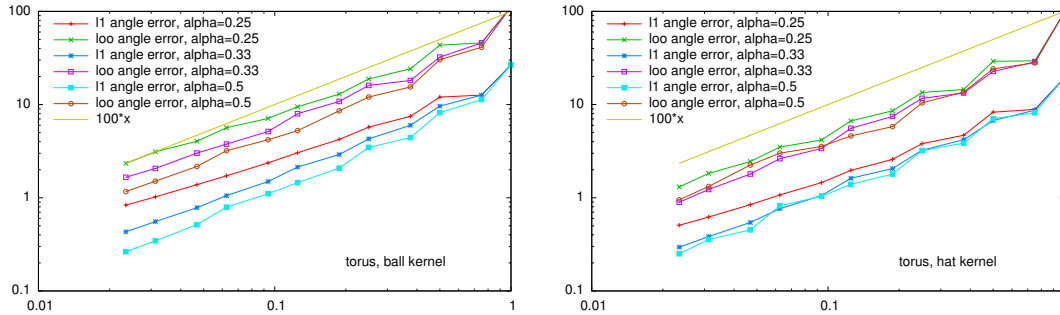 100
10
1
0.1
0.01
0.1
1
l1 angle error, alpha=0.25
loo angle error, alpha=0.25
l1 angle error, alpha=0.33
loo angle error, alpha=0.33
l1 angle error, alpha=0.5
loo angle error, alpha=0.5
100*x
torus, ball kernel
100
10
1
0.1
0.01
0.1
l1 angle error, alpha=0.25
loo angle error, alpha=0.25
l1 angle error, alpha=0.33
loo angle error, alpha=0.33
l1 angle error, alpha=0.5
loo angle error, alpha=0.5
100*x
torus, hat kernel